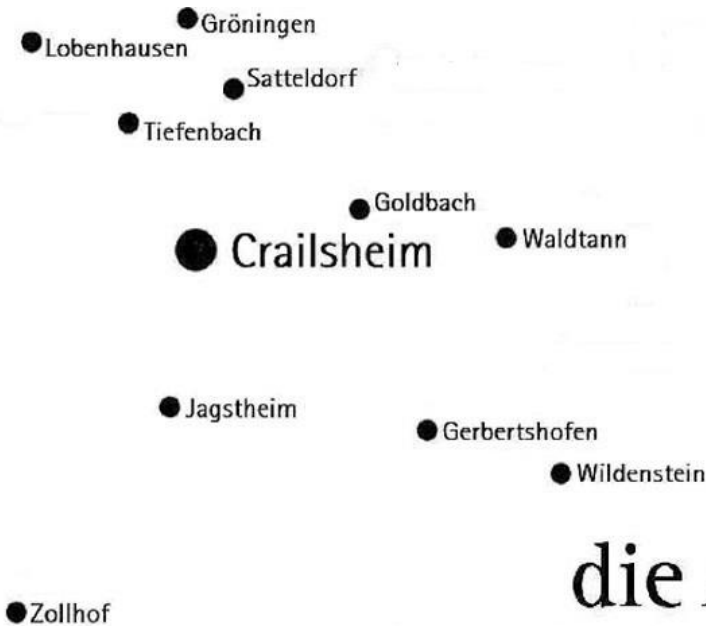 Gröningen
Lobenhausen
Satteldorf
Tiefenbach
Goldbach
Crailsheim
Waldtann
Jagstheim
Gerbertshofen
Wildenstein
die
Zollhof